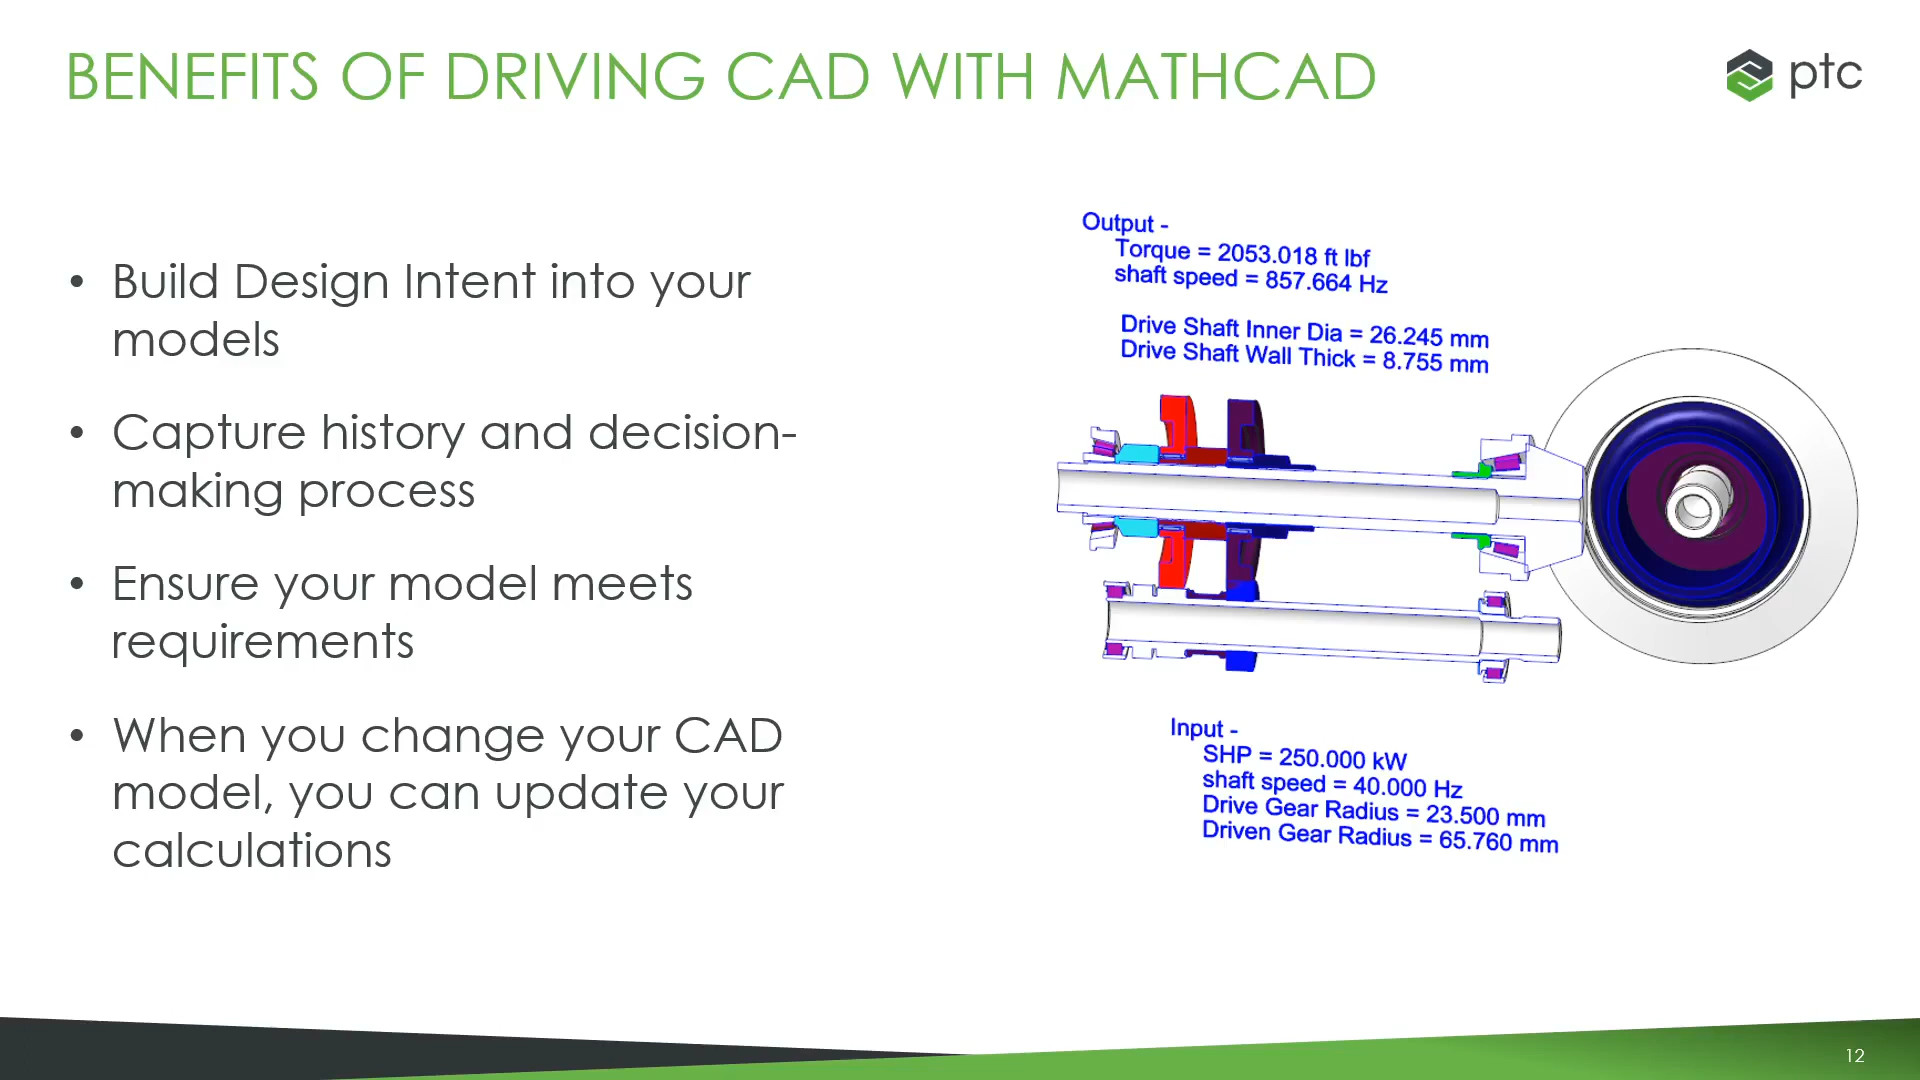 BENEFITS OF DRIVING CAD WITH MATHCAD
ptc
• Build Design Intent into your
models
• Capture history and decision-
making process
• Ensure your model meets
requirements
• When you change your CAD
model, you can update your
calculations
Output -
Torque = 2053.018 ft lbf
shaft speed = 857.664 Hz
Drive Shaft Inner Dia = 26.245 mm
Drive Shaft Wall Thick = 8.755 mm
Input -
SHP = 250.000 kW
shaft speed = 40.000 Hz
Drive Gear Radius = 23.500 mm
Driven Gear Radius = 65.760 mm
12